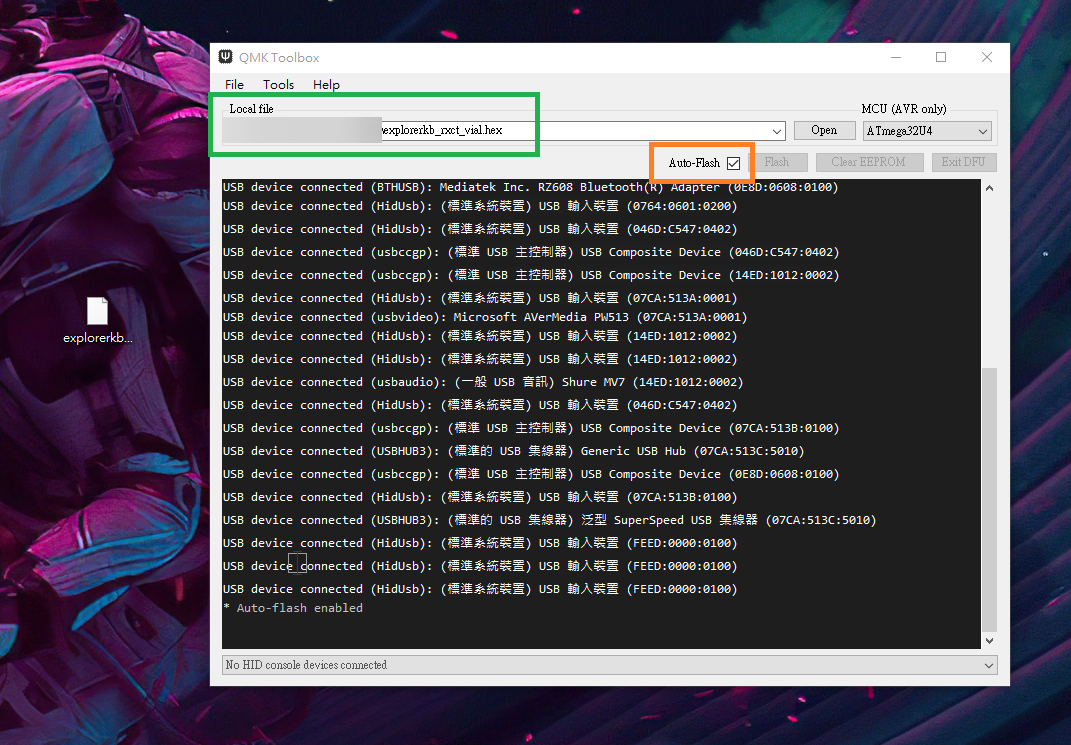 QMK Toolbox
File Tools Help
Local file
MCU (AVR only)
explorerkb_rxct_vial.hex
Open
ATmega32U4
Auto-Flash
Flash
Clear EEPROM
Exit DFU
USB device connected (BTHUSB): Mediatek Inc. RZ608 Bluetooth(R) Adapter (0E8D:0608:0100)
USB device connected (HidUsb): (標準系統裝置) USB 輸入裝置 (0764:0601:0200)
USB device connected (HidUsb): (標準系統裝置) USB 輸入裝置 (046D:C547:0402)
USB device connected (usbccgp): (標準 USB 主控制器) USB Composite Device (046D:C547:0402)
USB device connected (usbccgp): (標準 USB 主控制器) USB Composite Device (14ED:1012:0002)
USB device connected (HidUsb): (標準系統裝置) USB 輸入裝置 (07CA:513A:0001)
USB device connected (usbvideo): Microsoft AVerMedia PW513 (07CA:513A:0001)
USB device connected (HidUsb): (標準系統裝置) USB 輸入裝置 (14ED:1012:0002)
USB device connected (HidUsb): (標準系統裝置) USB 輸入裝置 (14ED:1012:0002)
USB device connected (usbaudio): (一般 USB 音訊) Shure MV7 (14ED:1012:0002)
USB device connected (HidUsb): (標準系統裝置) USB 輸入裝置 (046D:C547:0402)
USB device connected (usbccgp): (標準 USB 主控制器) USB Composite Device (07CA:513B:0100)
USB device connected (USBHUB3): (標準的 USB 集線器) Generic USB Hub (07CA:513C:5010)
USB device connected (usbccgp): (標準 USB 主控制器) USB Composite Device (0E8D:0608:0100)
USB device connected (HidUsb): (標準系統裝置) USB 輸入裝置 (07CA:513B:0100)
USB device connected (USBHUB3): (標準的 USB 集線器) 泛型 SuperSpeed USB 集線器 (07CA:513C:5010)
USB device connected (HidUsb): (標準系統裝置) USB 輸入裝置 (FEED:0000:0100)
USB device connected (HidUsb): (標準系統裝置) USB 輸入裝置 (FEED:0000:0100)
USB device connected (HidUsb): (標準系統裝置) USB 輸入裝置 (FEED:0000:0100)
* Auto-flash enabled
No HID console devices connected
explorerkb...